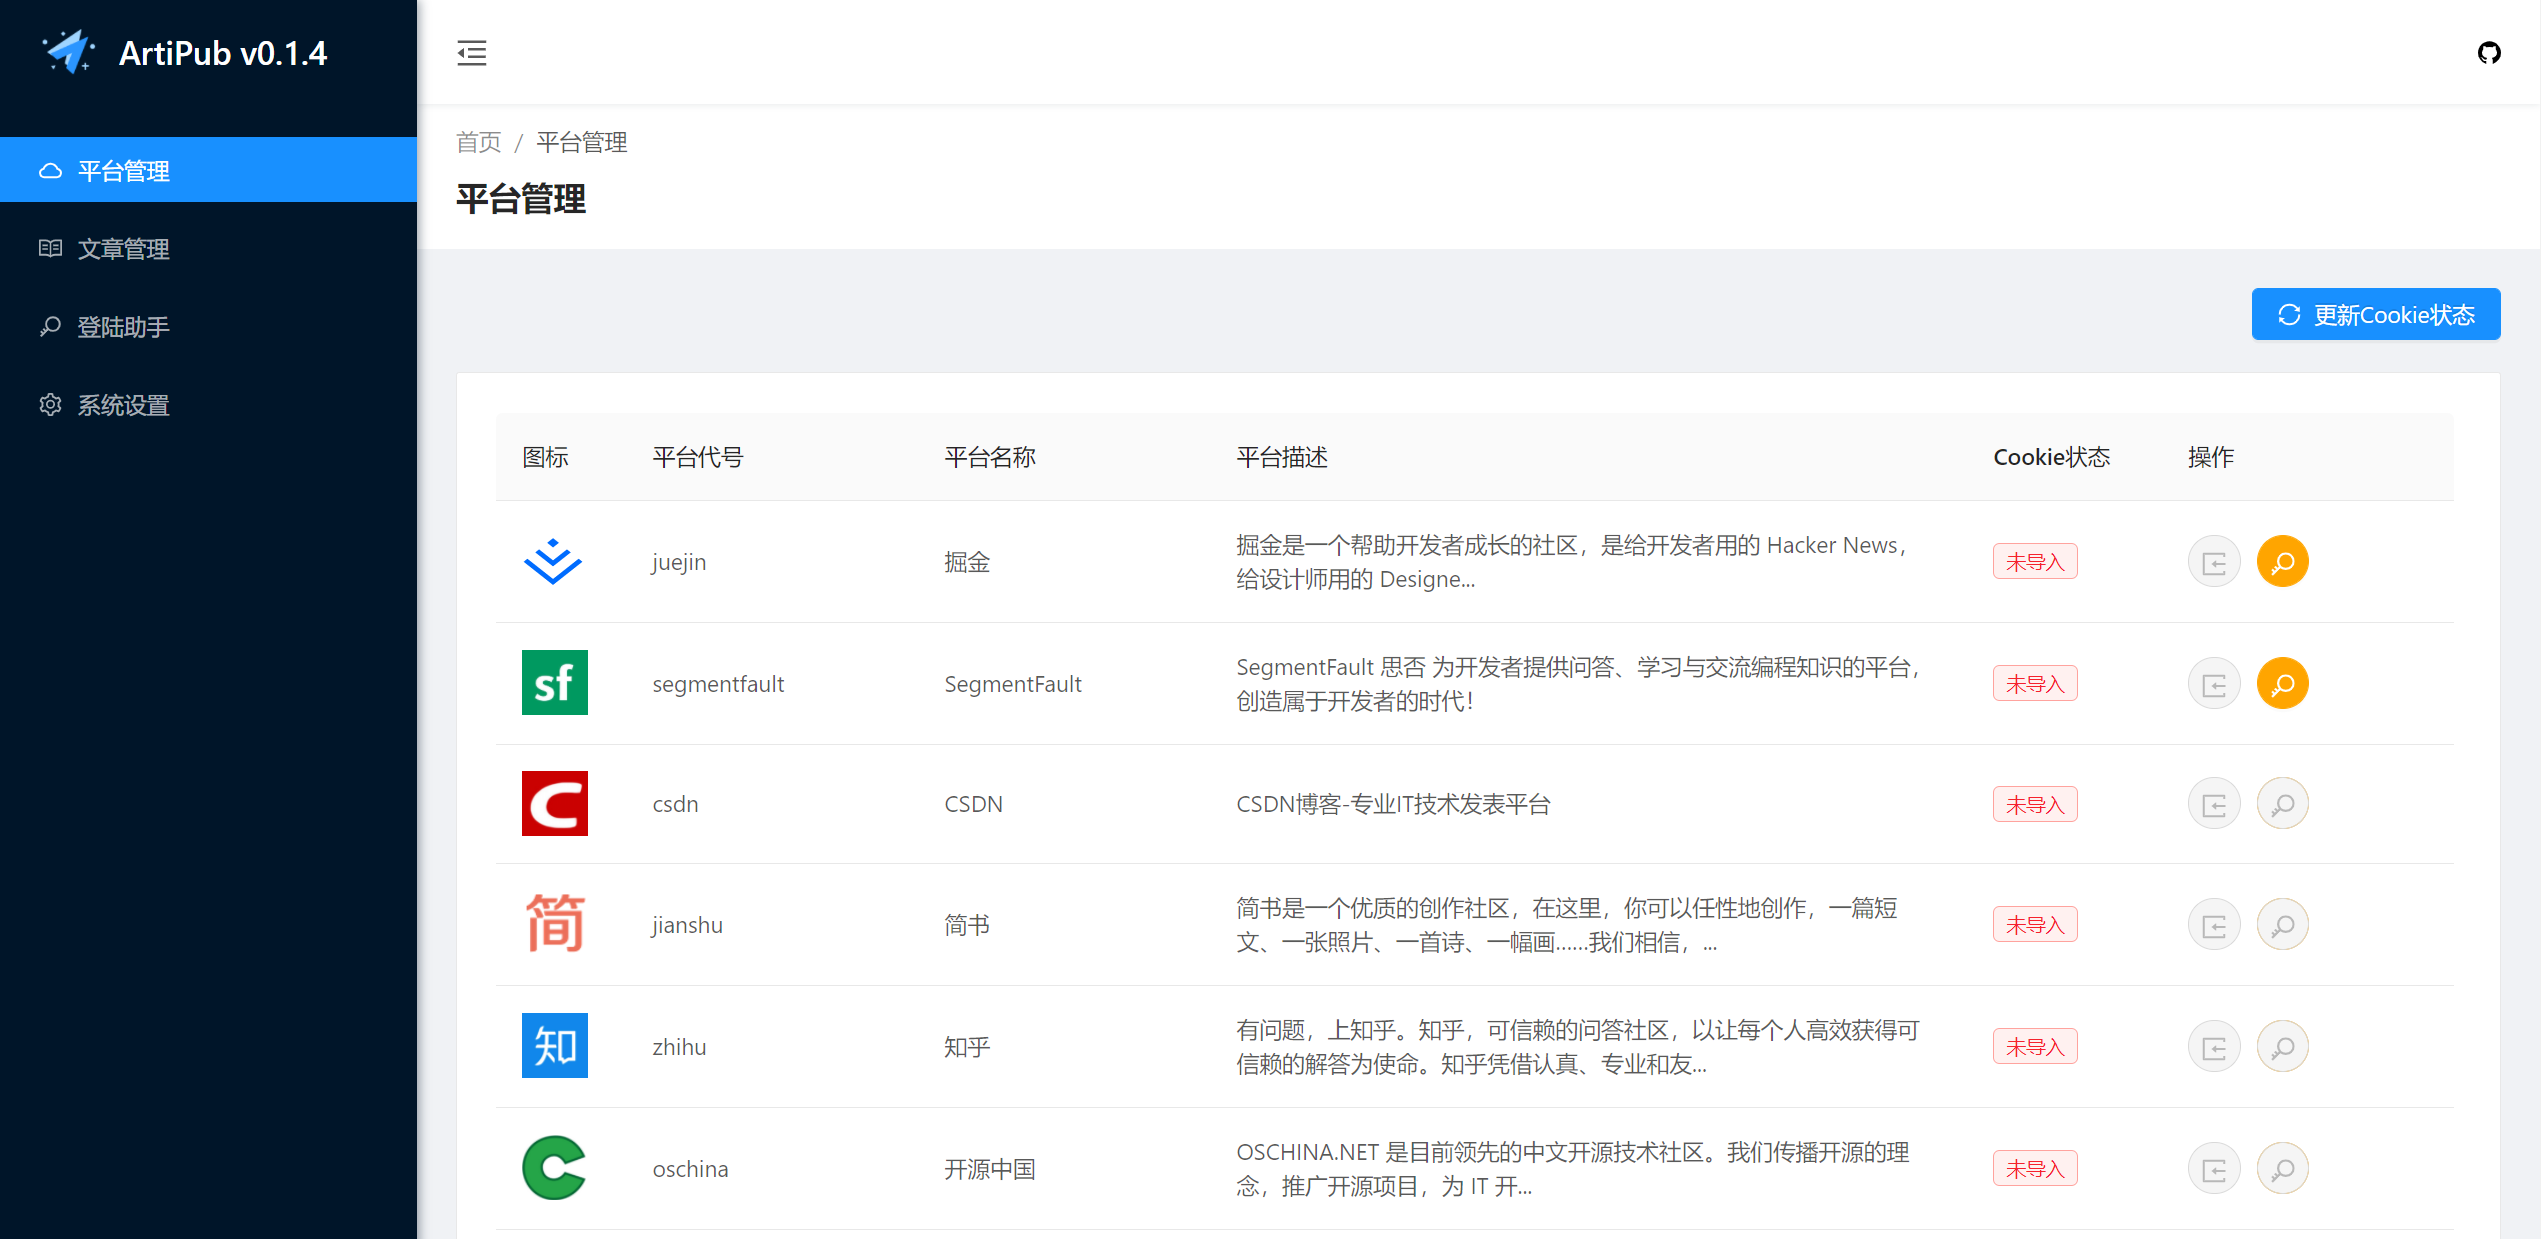 ArtiPub v0.1.4
平台管理
文章管理
登陆助手
系统设置
首页 / 平台管理
平台管理
更新Cookie状态
图标 平台代号 平台名称 平台描述 Cookie状态 操作
juejin 掘金 掘金是一个帮助开发者成长的社区，是给开发者用的 Hacker News，
给设计师用的 Designe... 未导入
sf segmentfault SegmentFault SegmentFault 思否 为开发者提供问答、学习与交流编程知识的平台，
创造属于开发者的时代！ 未导入
C csdn CSDN CSDN博客-专业IT技术发表平台 未导入
简 jianshu 简书 简书是一个优质的创作社区，在这里，你可以任性地创作，一篇短
文、一张照片、一首诗、一幅画……我们相信，... 未导入
知 zhihu 知乎 有问题，上知乎。知乎，可信赖的问答社区，以让每个人高效获得可
信赖的解答为使命。知乎凭借认真、专业和友... 未导入
C oschina 开源中国 OSCHINA.NET 是目前领先的中文开源技术社区。我们传播开源的理
念，推广开源项目，为 IT 开... 未导入